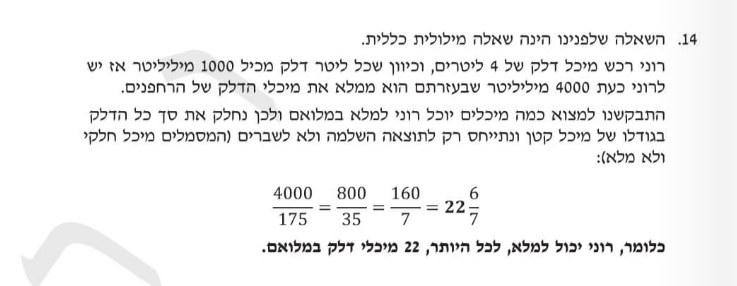 14. השאלה שלפנינו הינה שאלה מילולית כללית.
רוני רכש מיכל דלק של 4 ליטרים, וכיוון שכל ליטר דלק מכיל 1000 מיליליטר אז יש
לרוני כעת 4000 מיליליטר שבעזרתם הוא ממלא את מיכלי הדלק של הרחפנים.
התבקשנו למצוא כמה מיכלים יוכל רוני למלא במלואם ולכן נחלק את סך כל הדלק
בגודלו של מיכל קטן ונתייחס רק לתוצאה השלמה ולא לשברים (המסמלים מיכל חלקי
ולא מלא):
4000/175 = 800/35 = 160/7 = 22 6/7
כלומר, רוני יכול למלא, לכל היותר, 22 מיכלי דלק במלואם.